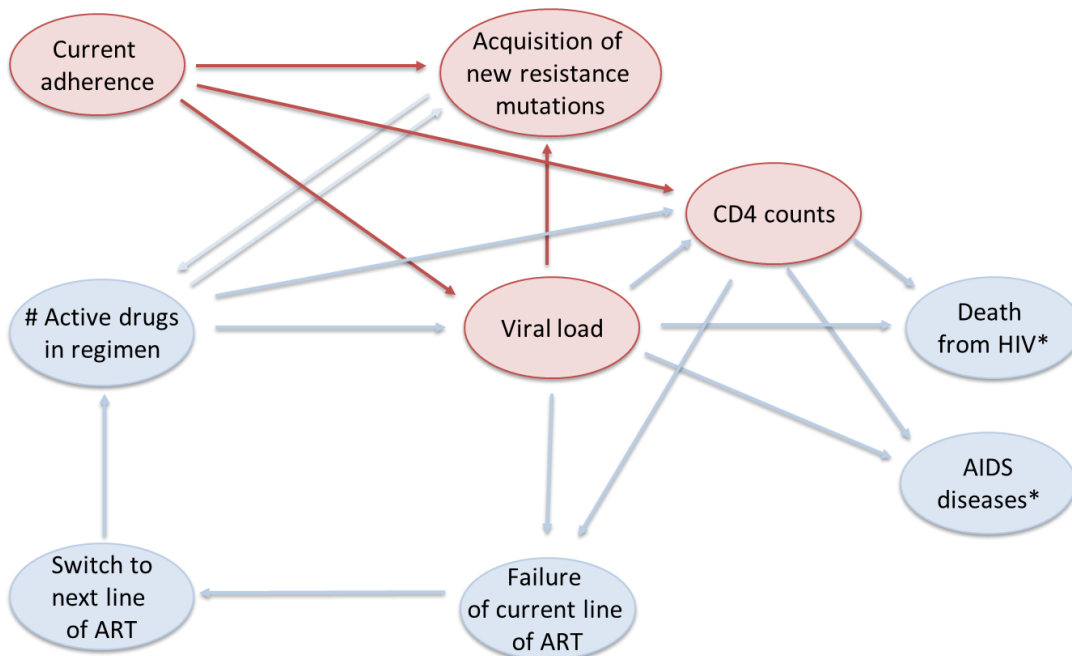 Current
adherence
Acquisition of
new resistance
mutations
CD4 counts
# Active drugs
in regimen
Viral load
Death
from HIV*
AIDS
diseases*
Switch to
next line
of ART
Failure
of current line
of ART